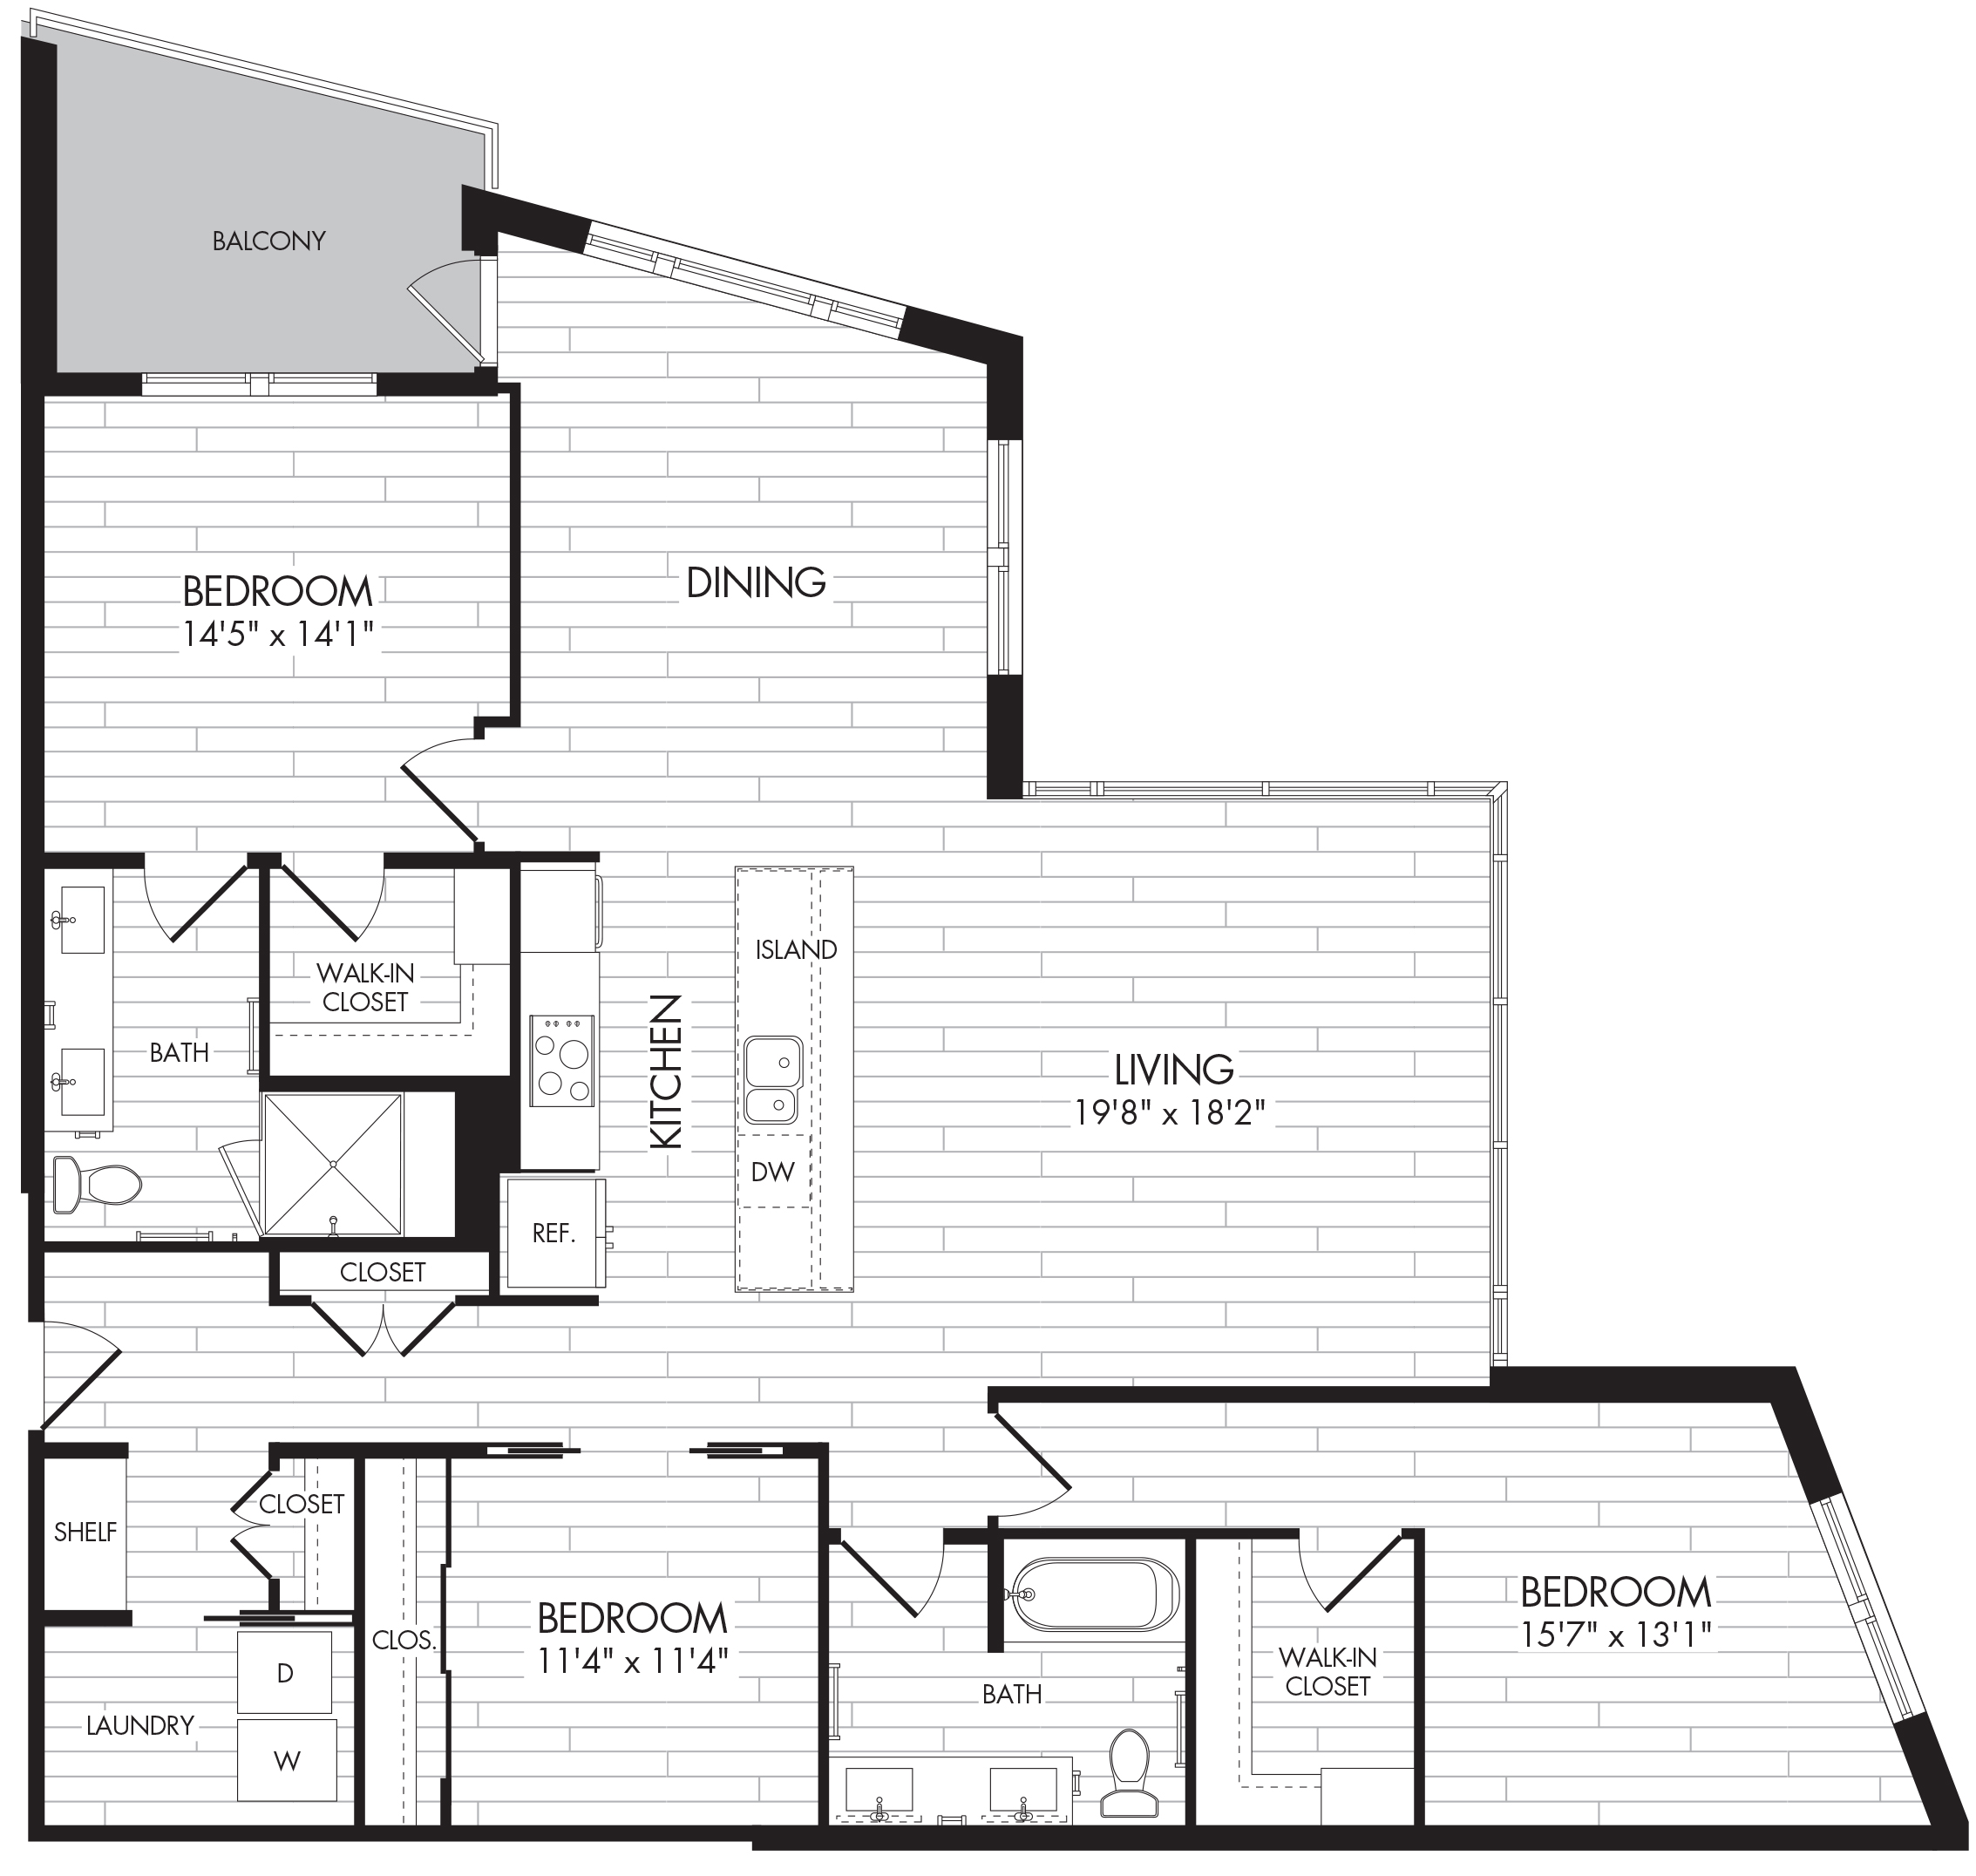 BALCONY
BEDROOM
14'5" x 14'1"
DINING
WALK-IN
CLOSET
BATH
KITCHEN
ISLAND
DW
REF.
LIVING
19'8" x 18'2"
CLOSET
CLOSET
SHELF
CLOS.
D
W
LAUNDRY
BEDROOM
11'4" x 11'4"
BATH
WALK-IN
CLOSET
BEDROOM
15'7" x 13'1"